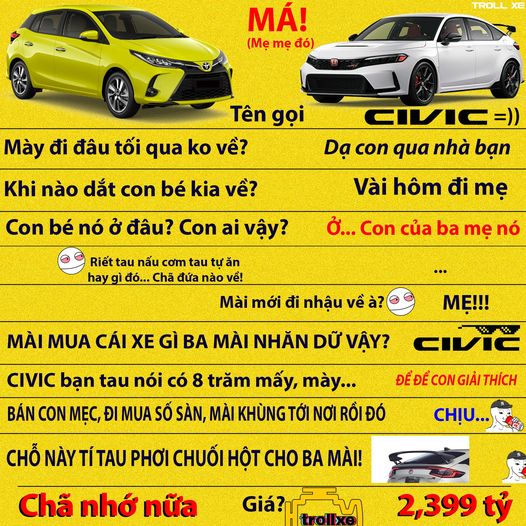 TROLL XE
MÁ!
(Mẹ mẹ đó)
Tên gọi
CIVIC =))
Mày đi đâu tối qua ko về?
Dạ con qua nhà bạn
Khi nào dắt con bé kia về?
Vài hôm đi mẹ
Con bé nó ở đâu? Con ai vậy?
Ở... Con của ba mẹ nó
Riết tau nấu cơm tau tự ăn
hay gì đó... Chã đứa nào về!
...
Mài mới đi nhậu về à?
MẸ!!!
MÀI MUA CÁI XE GÌ BA MÀI NHĂN DỮ VẬY?
CIVIC
CIVIC bạn tau nói có 8 trăm mấy, mày...
ĐỂ ĐỂ CON GIẢI THÍCH
BÁN CON MẸC, ĐI MUA SỐ SÀN, MÀI KHÙNG TỚI NƠI RỒI ĐÓ
CHỊU...
CHỖ NÀY TÍ TAU PHƠI CHUỐI HỘT CHO BA MÀI!
Chã nhớ nữa
Giá?
trollxe
2,399 tỷ